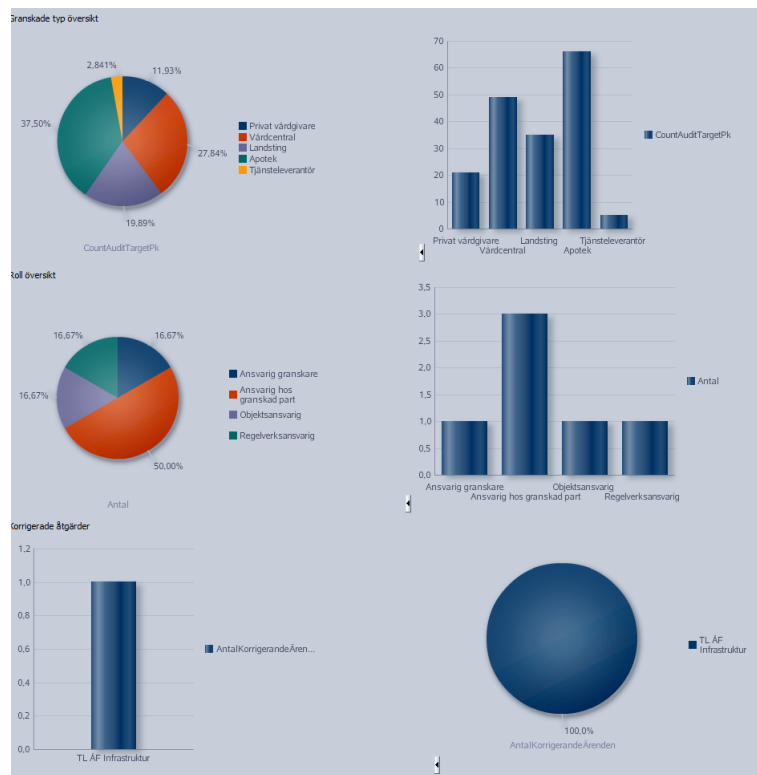 Granskade typ översikt
2,841%
11,93%
37,50%
27,84%
19,89%
Privat vårdgivare
Vårdcentral
Landsting
Apotek
Tjänsteleverantör
CountAuditTargetPk
70
60
50
40
30
20
10
0
Privat vårdgivare
Landsting
Tjänsteleverantör
Vårdcentral
Apotek
CountAuditTargetPk
Roll översikt
16,67%
16,67%
16,67%
50,00%
Ansvarig granskare
Ansvarig hos
granskad part
Objektsansvarig
Regelverksansvarig
Antal
3,5
3,0
2,5
2,0
1,5
1,0
0,5
0,0
Ansvarig granskare
Objektsansvarig
Ansvarig hos granskad part
Regelverksansvarig
Antal
Korrigerade åtgärder
1,2
1,0
0,8
0,6
0,4
0,2
0,0
TL ÅF Infrastruktur
AntalKorrigerandeÄren...
TL ÅF
Infrastruktur
100,0%
AntalKorrigerandeÄrenden